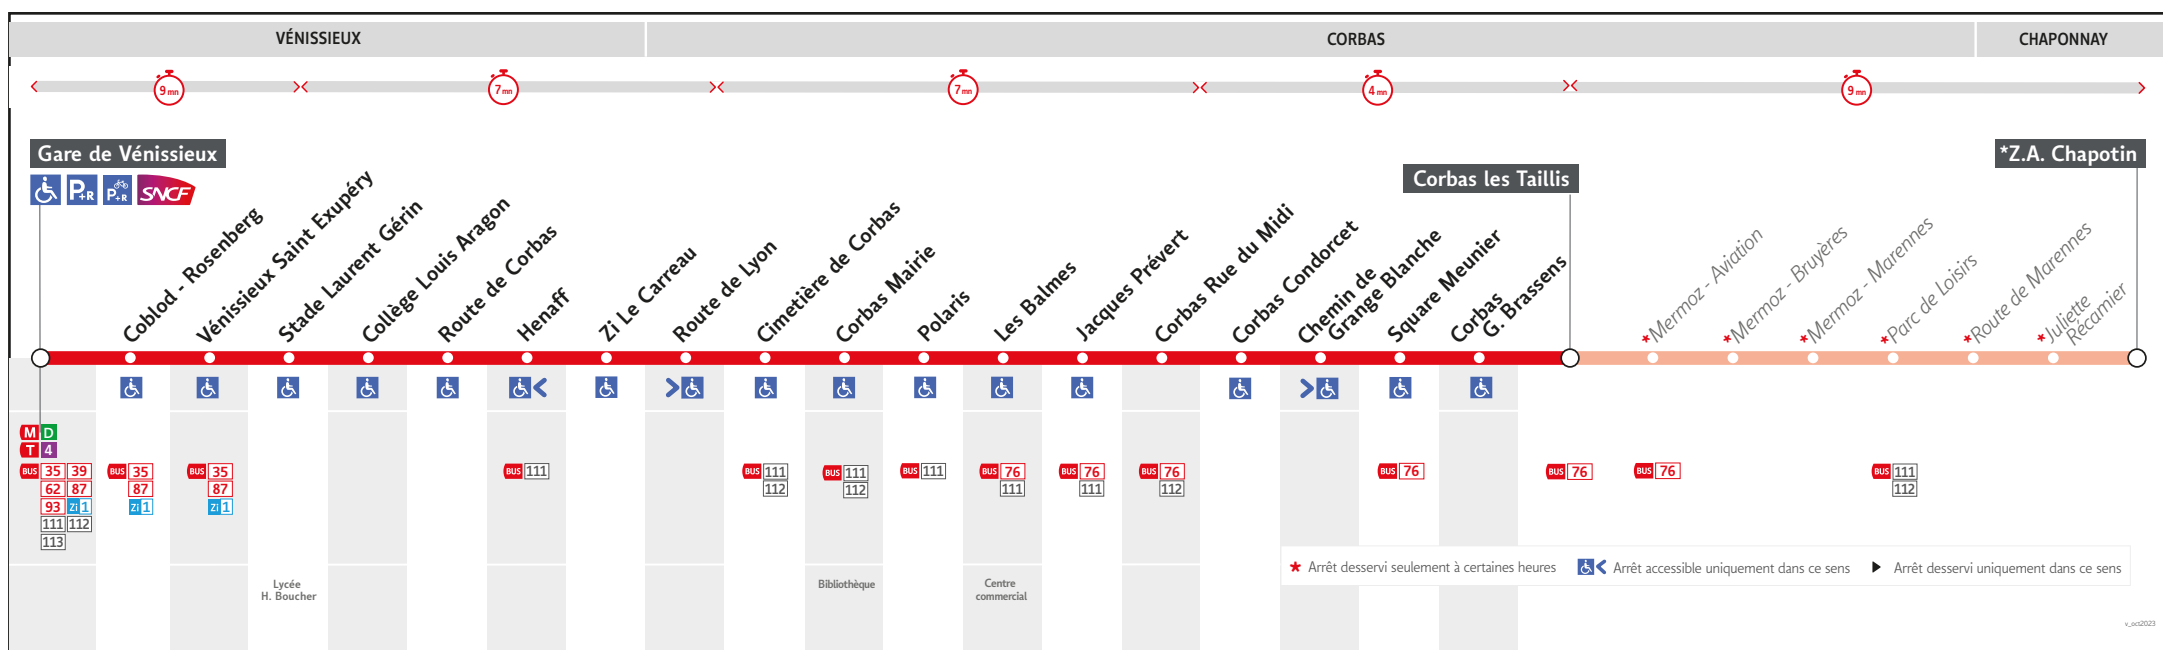 VÉNISSIEUX
CORBAS
CHAPONNAY
9 mn
7 mn
7 mn
4 mn
9 mn
Gare de Vénissieux
P+R
P+R
SNCF
Coblod - Rosenberg
Vénissieux Saint Exupéry
Stade Laurent Gérin
Collège Louis Aragon
Route de Corbas
Henaff
Zi Le Carreau
Route de Lyon
Cimetière de Corbas
Corbas Mairie
Polaris
Les Balmes
Jacques Prévert
Corbas Rue du Midi
Corbas Condorcet
Chemin de
Grange Blanche
Square Meunier
Corbas
G. Brassens
Corbas les Taillis
*Mermoz - Aviation
*Mermoz - Bruyères
*Mermoz - Marennes
*Parc de Loisirs
*Route de Marennes
*Juliette
Récamier
*Z.A. Chapotin
M D
T 4
BUS 35 39
62 87
93 Zi 1
111 112
113
BUS 35
87
Zi 1
BUS 35
87
Zi 1
BUS 111
BUS 111
112
BUS 111
112
BUS 111
BUS 76
111
BUS 76
111
BUS 76
112
BUS 76
BUS 76
BUS 76
BUS 111
112
Lycée
H. Boucher
Bibliothèque
Centre
commercial
* Arrêt desservi seulement à certaines heures
Arrêt accessible uniquement dans ce sens
Arrêt desservi uniquement dans ce sens
v_oct2023